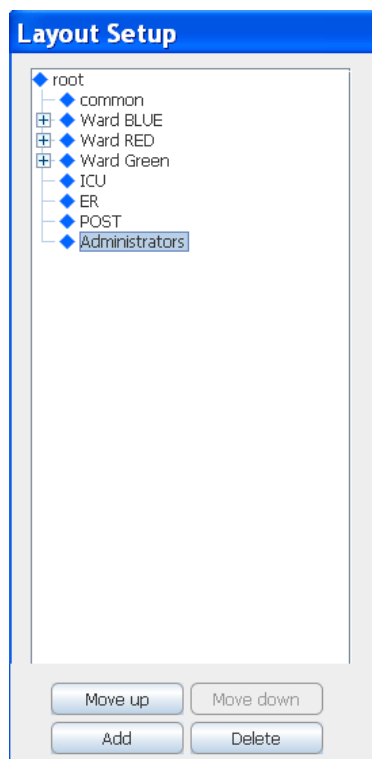 Layout Setup
root
common
Ward BLUE
Ward RED
Ward Green
ICU
ER
POST
Administrators
Move up Move down
Add Delete